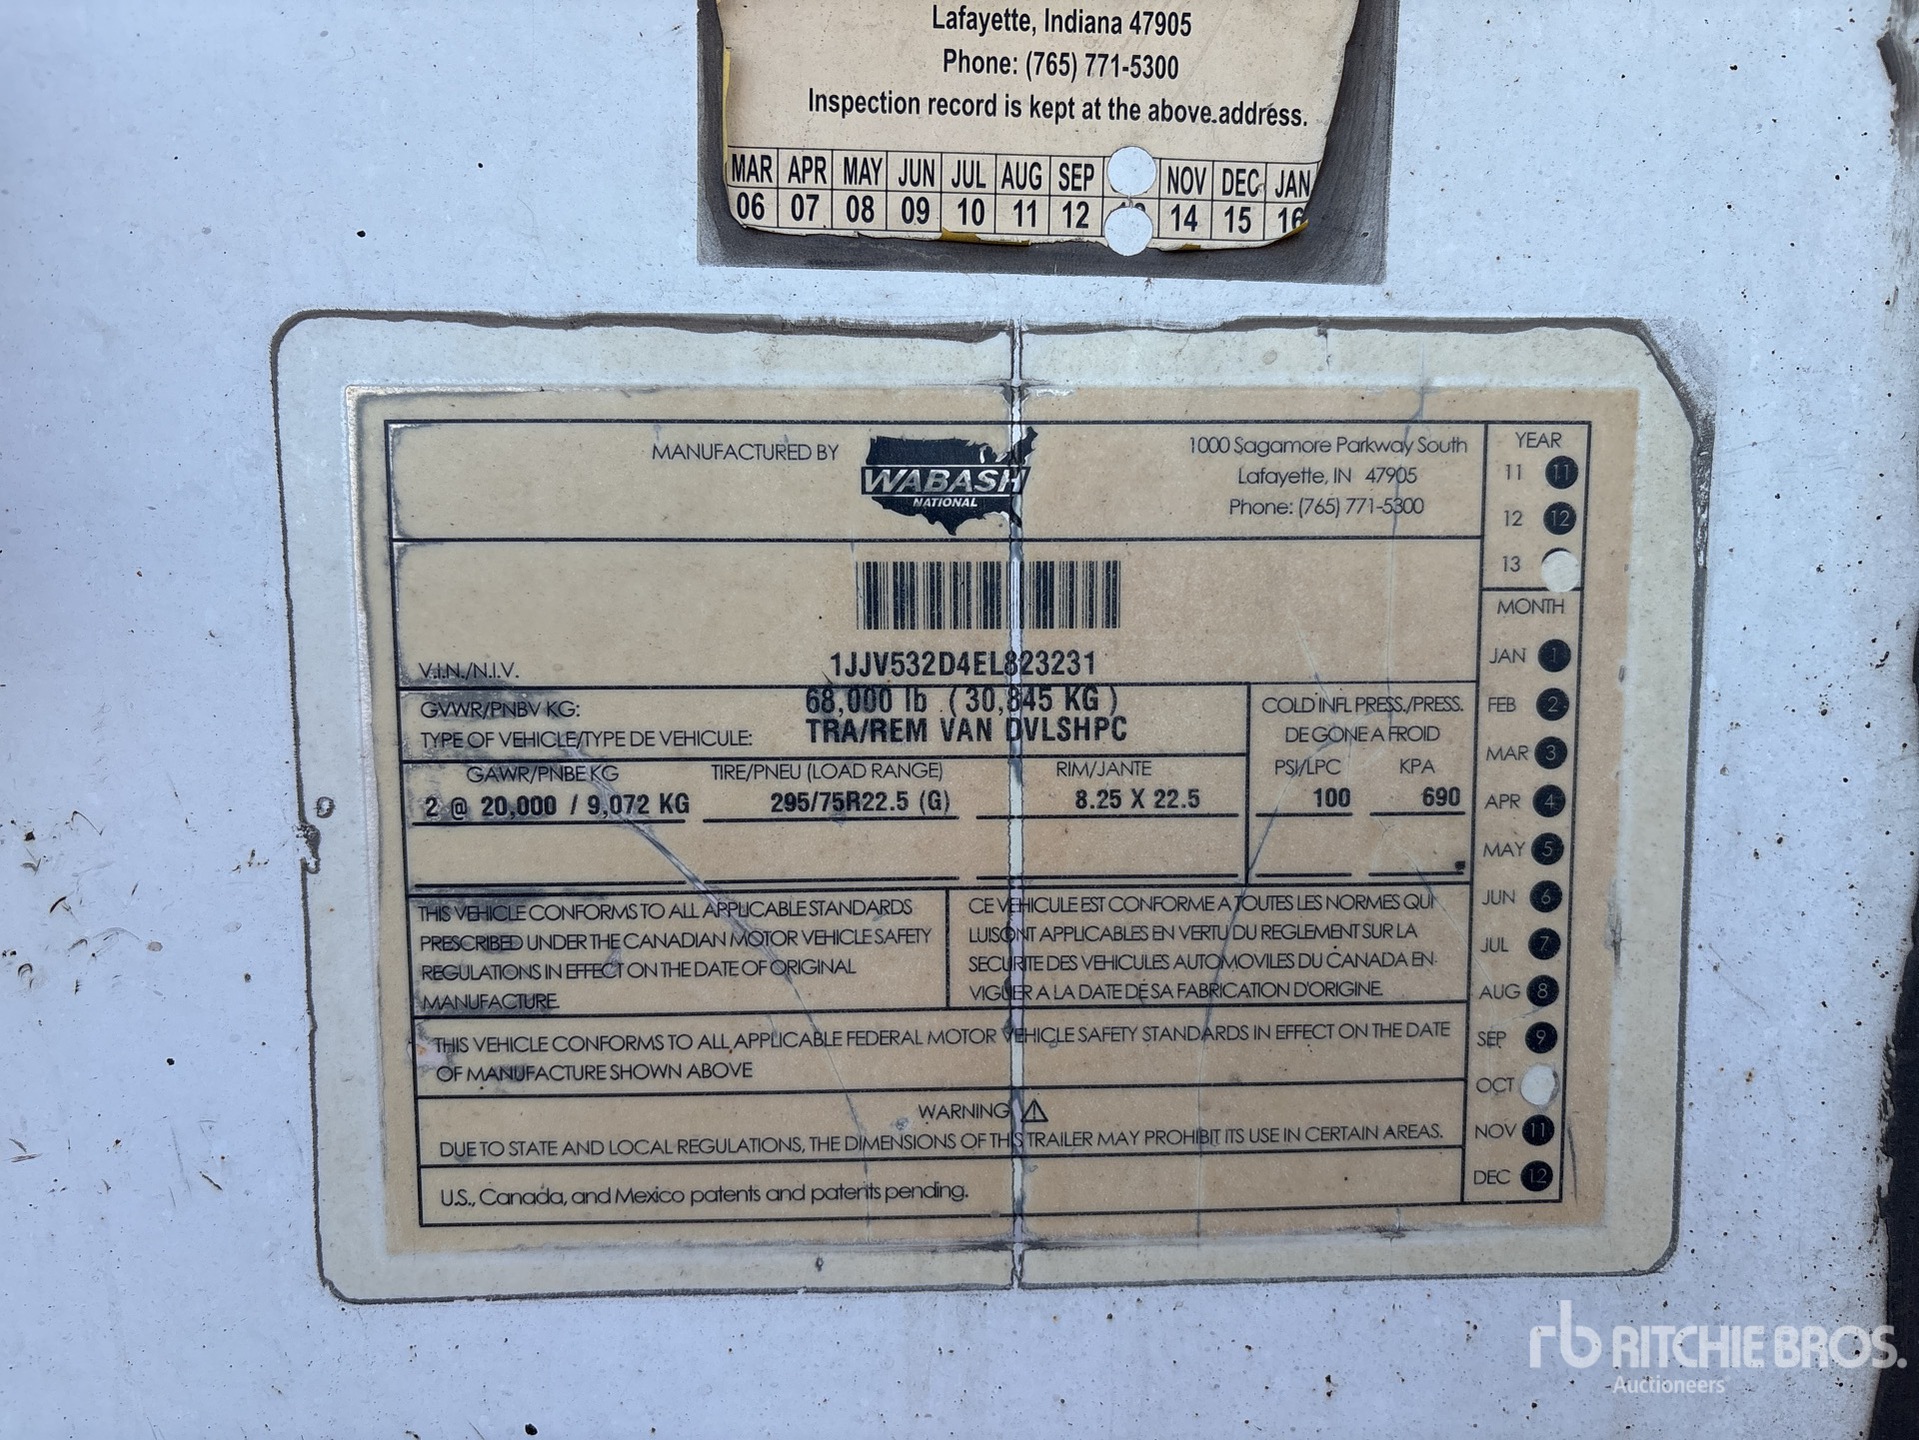 Lafayette, Indiana 47905
Phone: (765) 771-5300
Inspection record is kept at the above address.
MAR APR MAY JUN JUL AUG SEP NOV DEC JAN
06 07 08 09 10 11 12 14 15 16
MANUFACTURED BY
WABASH
NATIONAL
1000 Sagamore Parkway South
Lafayette, IN 47905
Phone: (765) 771-5300
YEAR
11 11
12 12
13
MONTH
JAN 1
FEB 2
MAR 3
APR 4
MAY 5
JUN 6
JUL 7
AUG 8
SEP 9
OCT
NOV 11
DEC 12
V.I.N./N.I.V. 1JJV532D4EL823231
GVWR/PNBV KG: 68,000 lb (30,845 KG)
TYPE OF VEHICLE/TYPE DE VEHICULE: TRA/REM VAN DVLSHPC
COLD INFL PRESS./PRESS.
DE GONE A FROID
GAWR/PNBE KG TIRE/PNEU (LOAD RANGE) RIM/JANTE PSI/LPC KPA
2 @ 20,000 / 9,072 KG 295/75R22.5 (G) 8.25 X 22.5 100 690
THIS VEHICLE CONFORMS TO ALL APPLICABLE STANDARDS
PRESCRIBED UNDER THE CANADIAN MOTOR VEHICLE SAFETY
REGULATIONS IN EFFECT ON THE DATE OF ORIGINAL
MANUFACTURE.
CE VEHICULE EST CONFORME A TOUTES LES NORMES QUI
LUISONT APPLICABLES EN VERTU DU REGLEMENT SUR LA
SECURITE DES VEHICULES AUTOMOVILES DU CANADA EN
VIGUER A LA DATE DE SA FABRICATION D'ORIGINE.
THIS VEHICLE CONFORMS TO ALL APPLICABLE FEDERAL MOTOR VEHICLE SAFETY STANDARDS IN EFFECT ON THE DATE
OF MANUFACTURE SHOWN ABOVE
WARNING
DUE TO STATE AND LOCAL REGULATIONS, THE DIMENSIONS OF THIS TRAILER MAY PROHIBIT ITS USE IN CERTAIN AREAS.
U.S., Canada, and Mexico patents and patents pending.
rb RITCHIE BROS.
Auctioneers